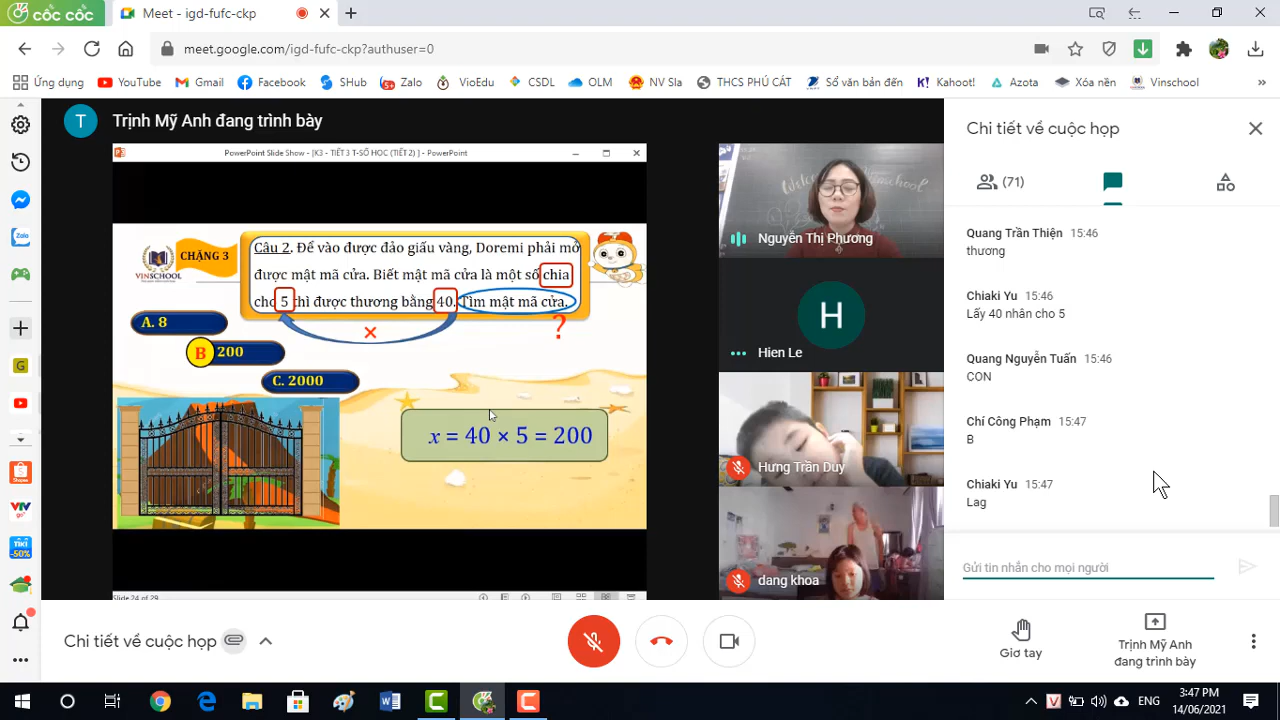 cốc cốc
Meet - igd-fufc-ckp
meet.google.com/igd-fufc-ckp?authuser=0
Ứng dụng
YouTube
Gmail
Facebook
SHub
Zalo
VioEdu
CSDL
OLM
NV Sla
THCS PHÚ CÁT
Sổ văn bản đến
Kahoot!
Azota
Xóa nền
Vinschool
T
Trịnh Mỹ Anh đang trình bày
PowerPoint Slide Show - [K3 - TIẾT 3 T-SỐ HỌC (TIẾT 2) ] - PowerPoint
VINSCHOOL
CHẶNG 3
Câu 2. Để vào được đảo giấu vàng, Doremi phải mở
được mật mã cửa. Biết mật mã cửa là một số chia
cho 5 thì được thương bằng 40. Tìm mật mã cửa.
A. 8
×
?
B 200
C. 2000
x = 40 × 5 = 200
Slide 24 of 29
Nguyễn Thị Phương
H
Hien Le
Hưng Trần Duy
dang khoa
Chi tiết về cuộc họp
(71)
Quang Trần Thiện 15:46
thương
Chiaki Yu 15:46
Lấy 40 nhân cho 5
Quang Nguyễn Tuấn 15:46
CON
Chí Công Phạm 15:47
B
Chiaki Yu 15:47
Lag
Gửi tin nhắn cho mọi người
Chi tiết về cuộc họp
Giơ tay
Trịnh Mỹ Anh
đang trình bày
ENG
3:47 PM
14/06/2021